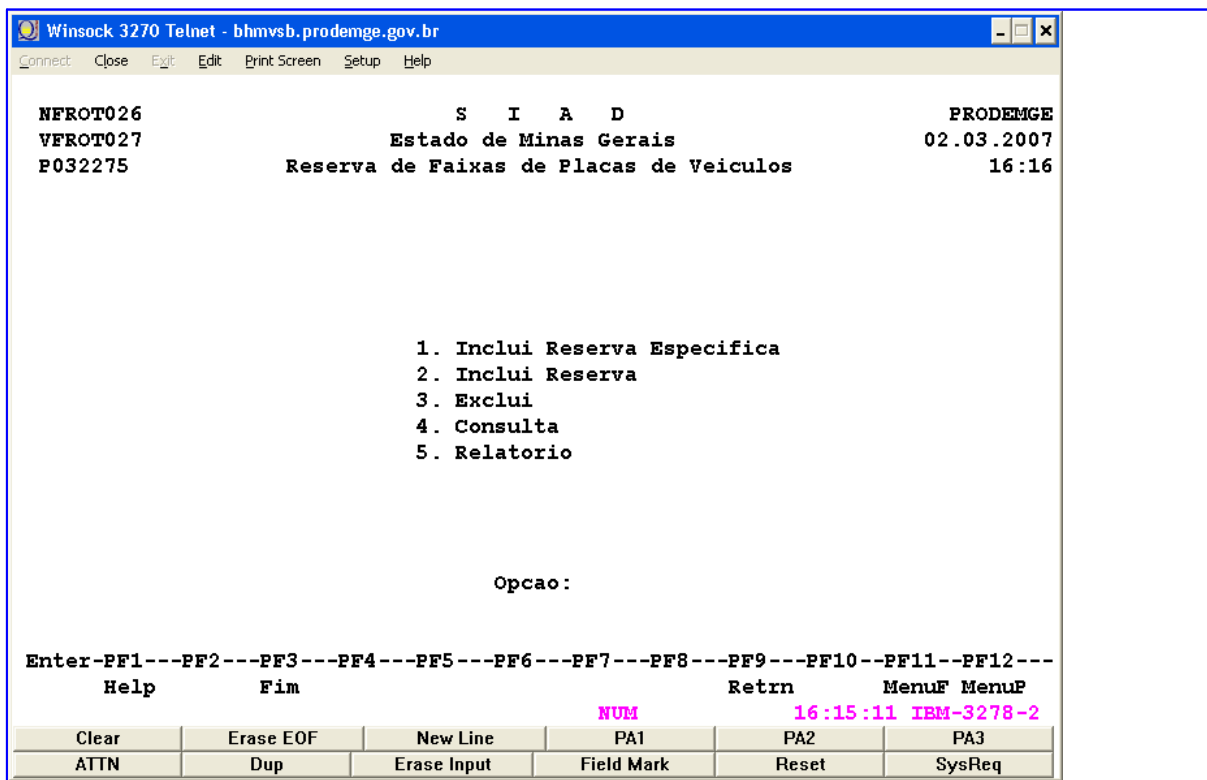 Winsock 3270 Telnet - bhmvsb.prodemge.gov.br
Connect Close Exit Edit Print Screen Setup Help
NFROT026 S I A D PRODEMGE
VFROT027 Estado de Minas Gerais 02.03.2007
P032275 Reserva de Faixas de Placas de Veiculos 16:16
1. Inclui Reserva Especifica
2. Inclui Reserva
3. Exclui
4. Consulta
5. Relatorio
Opcao:
Enter-PF1---PF2---PF3---PF4---PF5---PF6---PF7---PF8---PF9---PF10--PF11--PF12---
Help Fim Retrn MenuF MenuP
NUM 16:15:11 IBM-3278-2
Clear Erase EOF New Line PA1 PA2 PA3
ATTN Dup Erase Input Field Mark Reset SysReq